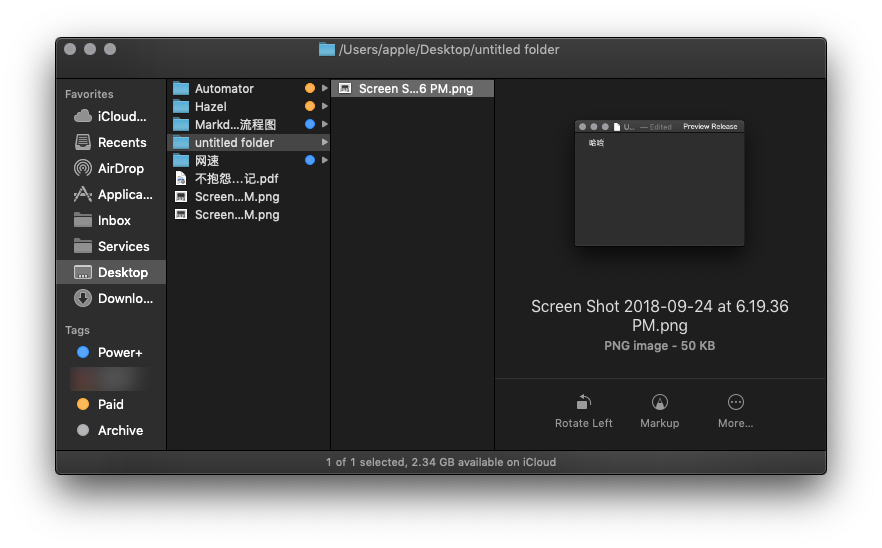 /Users/apple/Desktop/untitled folder
Favorites
iCloud...
Recents
AirDrop
Applica...
Inbox
Services
Desktop
Downlo...
Tags
Power+
Paid
Archive
Automator
Hazel
Markd...流程图
untitled folder
网速
不抱怨...记.pdf
Screen...M.png
Screen...M.png
Screen S...6 PM.png
U... — Edited
Preview Release
哈哈
Screen Shot 2018-09-24 at 6.19.36
PM.png
PNG image - 50 KB
Rotate Left
Markup
More...
1 of 1 selected, 2.34 GB available on iCloud